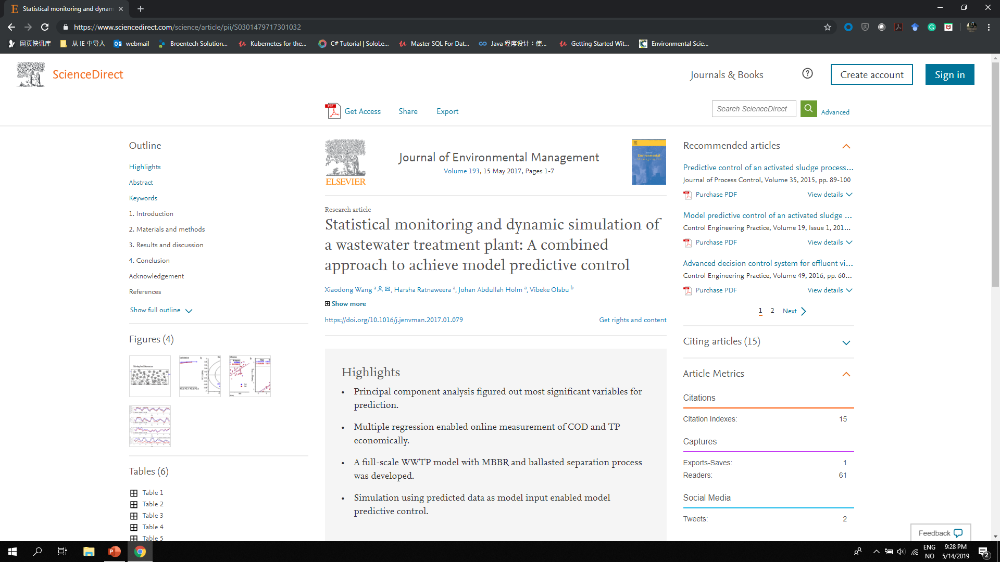 Statistical monitoring and dynam
https://www.sciencedirect.com/science/article/pii/S0301479717301032
网页快讯库
从 IE 中导入
webmail
Broentech Solution...
Kubernetes for the...
C# Tutorial | SoloLe...
Master SQL For Dat...
Java 程序设计：使...
Getting Started Wit...
Environmental Scie...
ScienceDirect
Journals & Books
Create account
Sign in
Get Access
Share
Export
Search ScienceDirect
Advanced
Outline
Highlights
Abstract
Keywords
1. Introduction
2. Materials and methods
3. Results and discussion
4. Conclusion
Acknowledgement
References
Show full outline
Figures (4)
Tables (6)
Table 1
Table 2
Table 3
Table 4
Table 5
ELSEVIER
Journal of Environmental Management
Volume 193, 15 May 2017, Pages 1-7
Research article
Statistical monitoring and dynamic simulation of
a wastewater treatment plant: A combined
approach to achieve model predictive control
Xiaodong Wang a, Harsha Ratnaweera a, Johan Abdullah Holm a, Vibeke Olsbu b
Show more
https://doi.org/10.1016/j.jenvman.2017.01.079
Get rights and content
Highlights
• Principal component analysis figured out most significant variables for
prediction.
• Multiple regression enabled online measurement of COD and TP
economically.
• A full-scale WWTP model with MBBR and ballasted separation process
was developed.
• Simulation using predicted data as model input enabled model
predictive control.
Recommended articles
Predictive control of an activated sludge process...
Journal of Process Control, Volume 35, 2015, pp. 89-100
Purchase PDF
View details
Model predictive control of an activated sludge ...
Control Engineering Practice, Volume 19, Issue 1, 201...
Purchase PDF
View details
Advanced decision control system for effluent vi...
Control Engineering Practice, Volume 49, 2016, pp. 60...
Purchase PDF
View details
1 2 Next
Citing articles (15)
Article Metrics
Citations
Citation Indexes: 15
Captures
Exports-Saves: 1
Readers: 61
Social Media
Tweets: 2
Feedback
ENG
NO
9:28 PM
5/14/2019
2